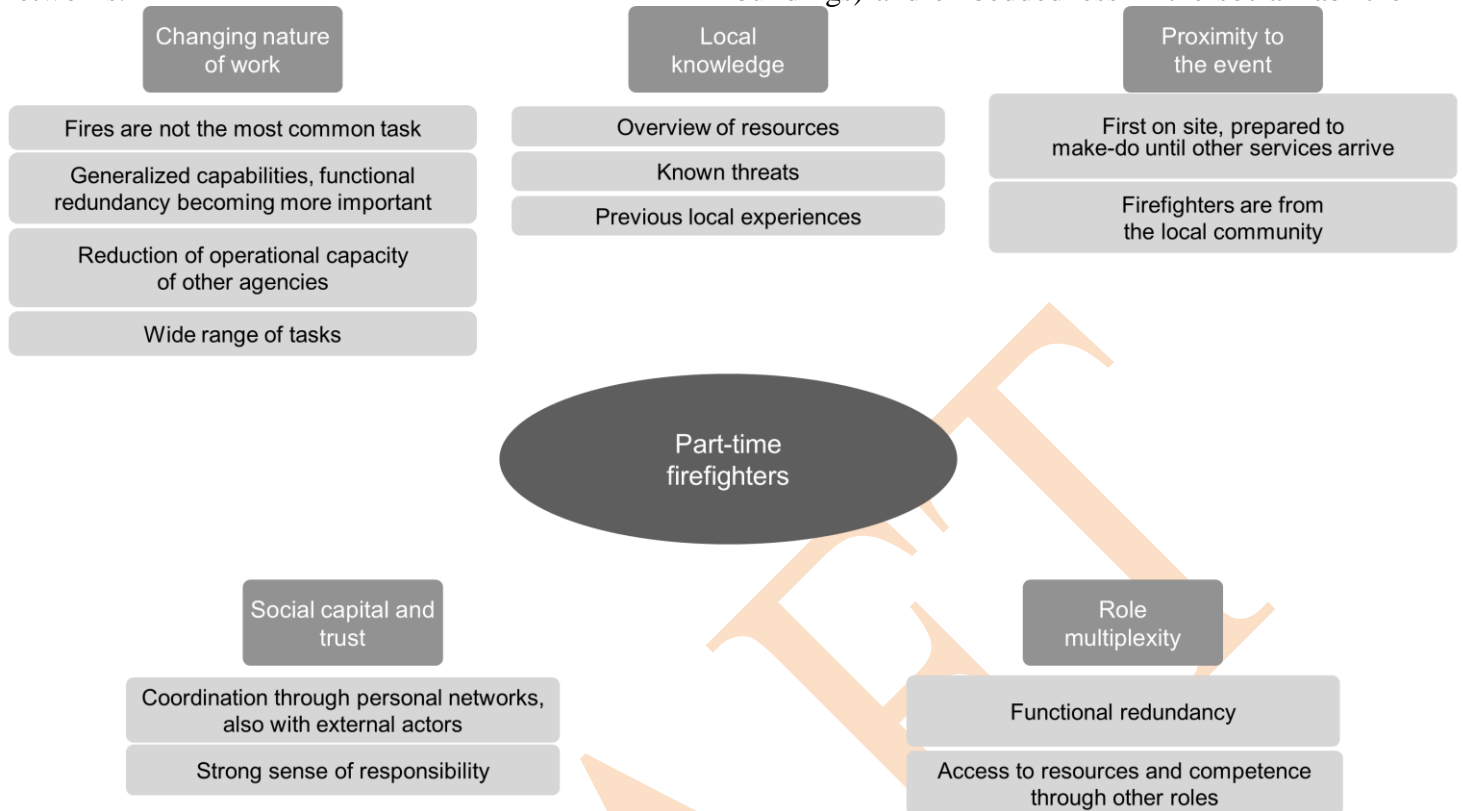 Changing nature
of work
Fires are not the most common task
Generalized capabilities, functional
redundancy becoming more important
Reduction of operational capacity
of other agencies
Wide range of tasks
Local
knowledge
Overview of resources
Known threats
Previous local experiences
Proximity to
the event
First on site, prepared to
make-do until other services arrive
Firefighters are from
the local community
Part-time
firefighters
Social capital and
trust
Coordination through personal networks,
also with external actors
Strong sense of responsibility
Role
multiplexity
Functional redundancy
Access to resources and competence
through other roles